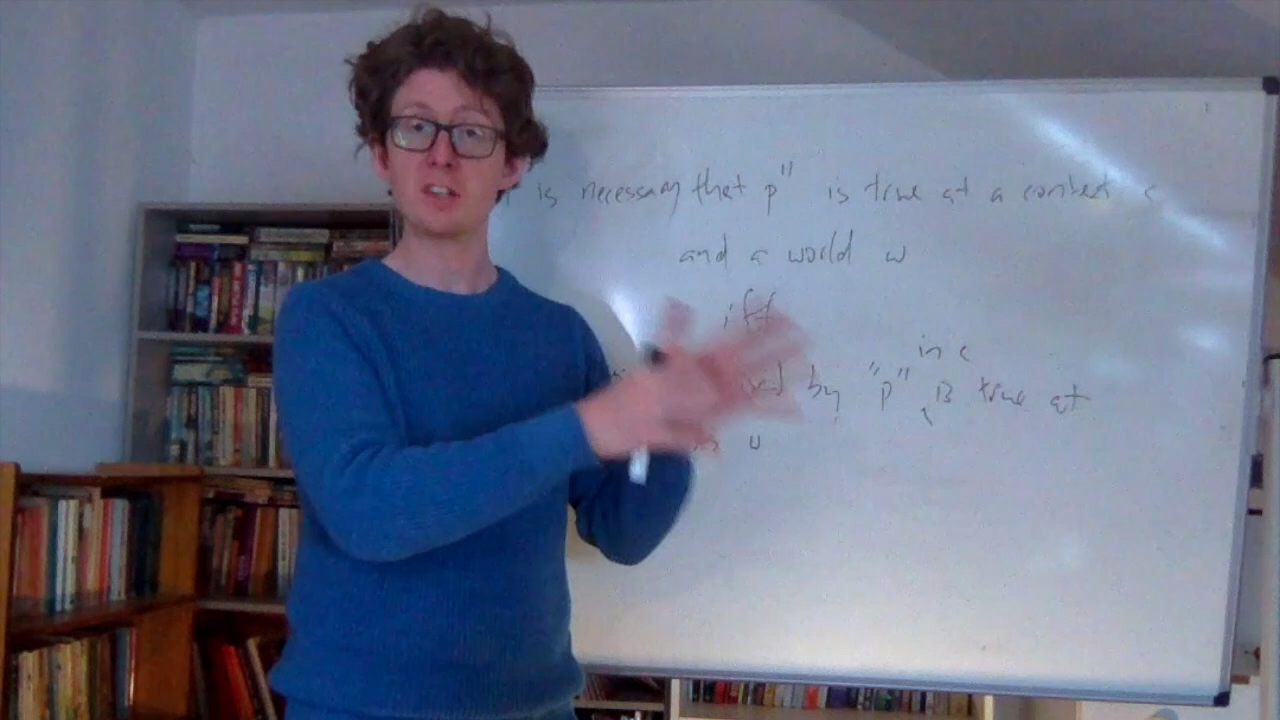 is necessary that p" is true at a context c
and a world w
iff
in c
by "p" is true at